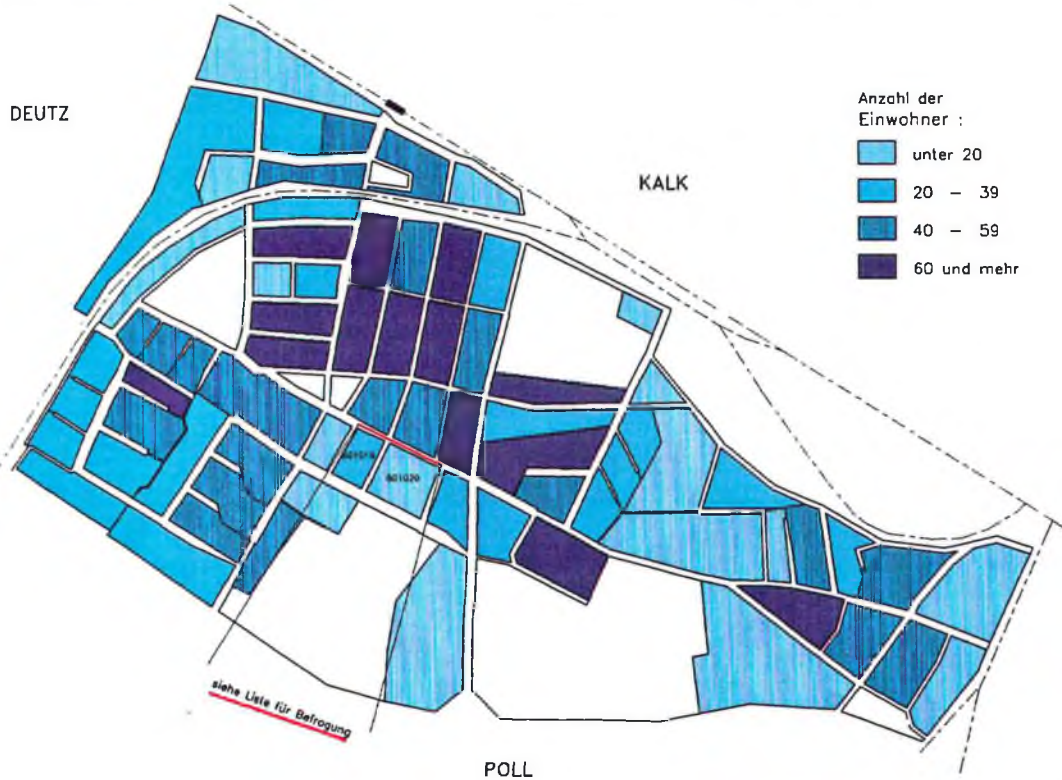 DEUTZ
KALK
Anzahl der
Einwohner :
unter 20
20 – 39
40 – 59
60 und mehr
601020
siehe Liste für Befragung
POLL